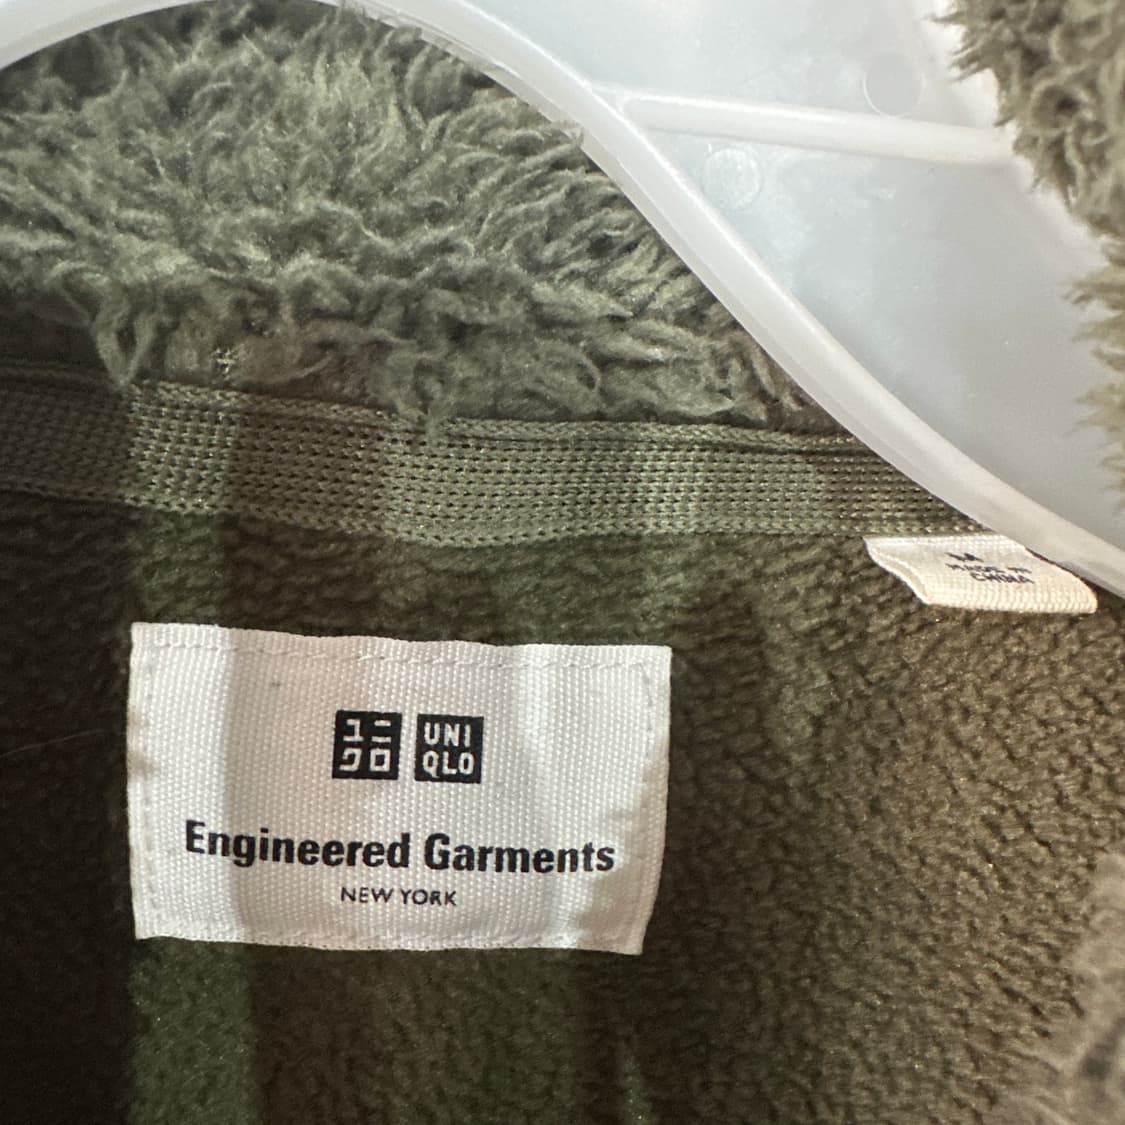 ユニ
クロ
UNI
QLO
Engineered Garments
NEW YORK
M
MADE IN
CHINA